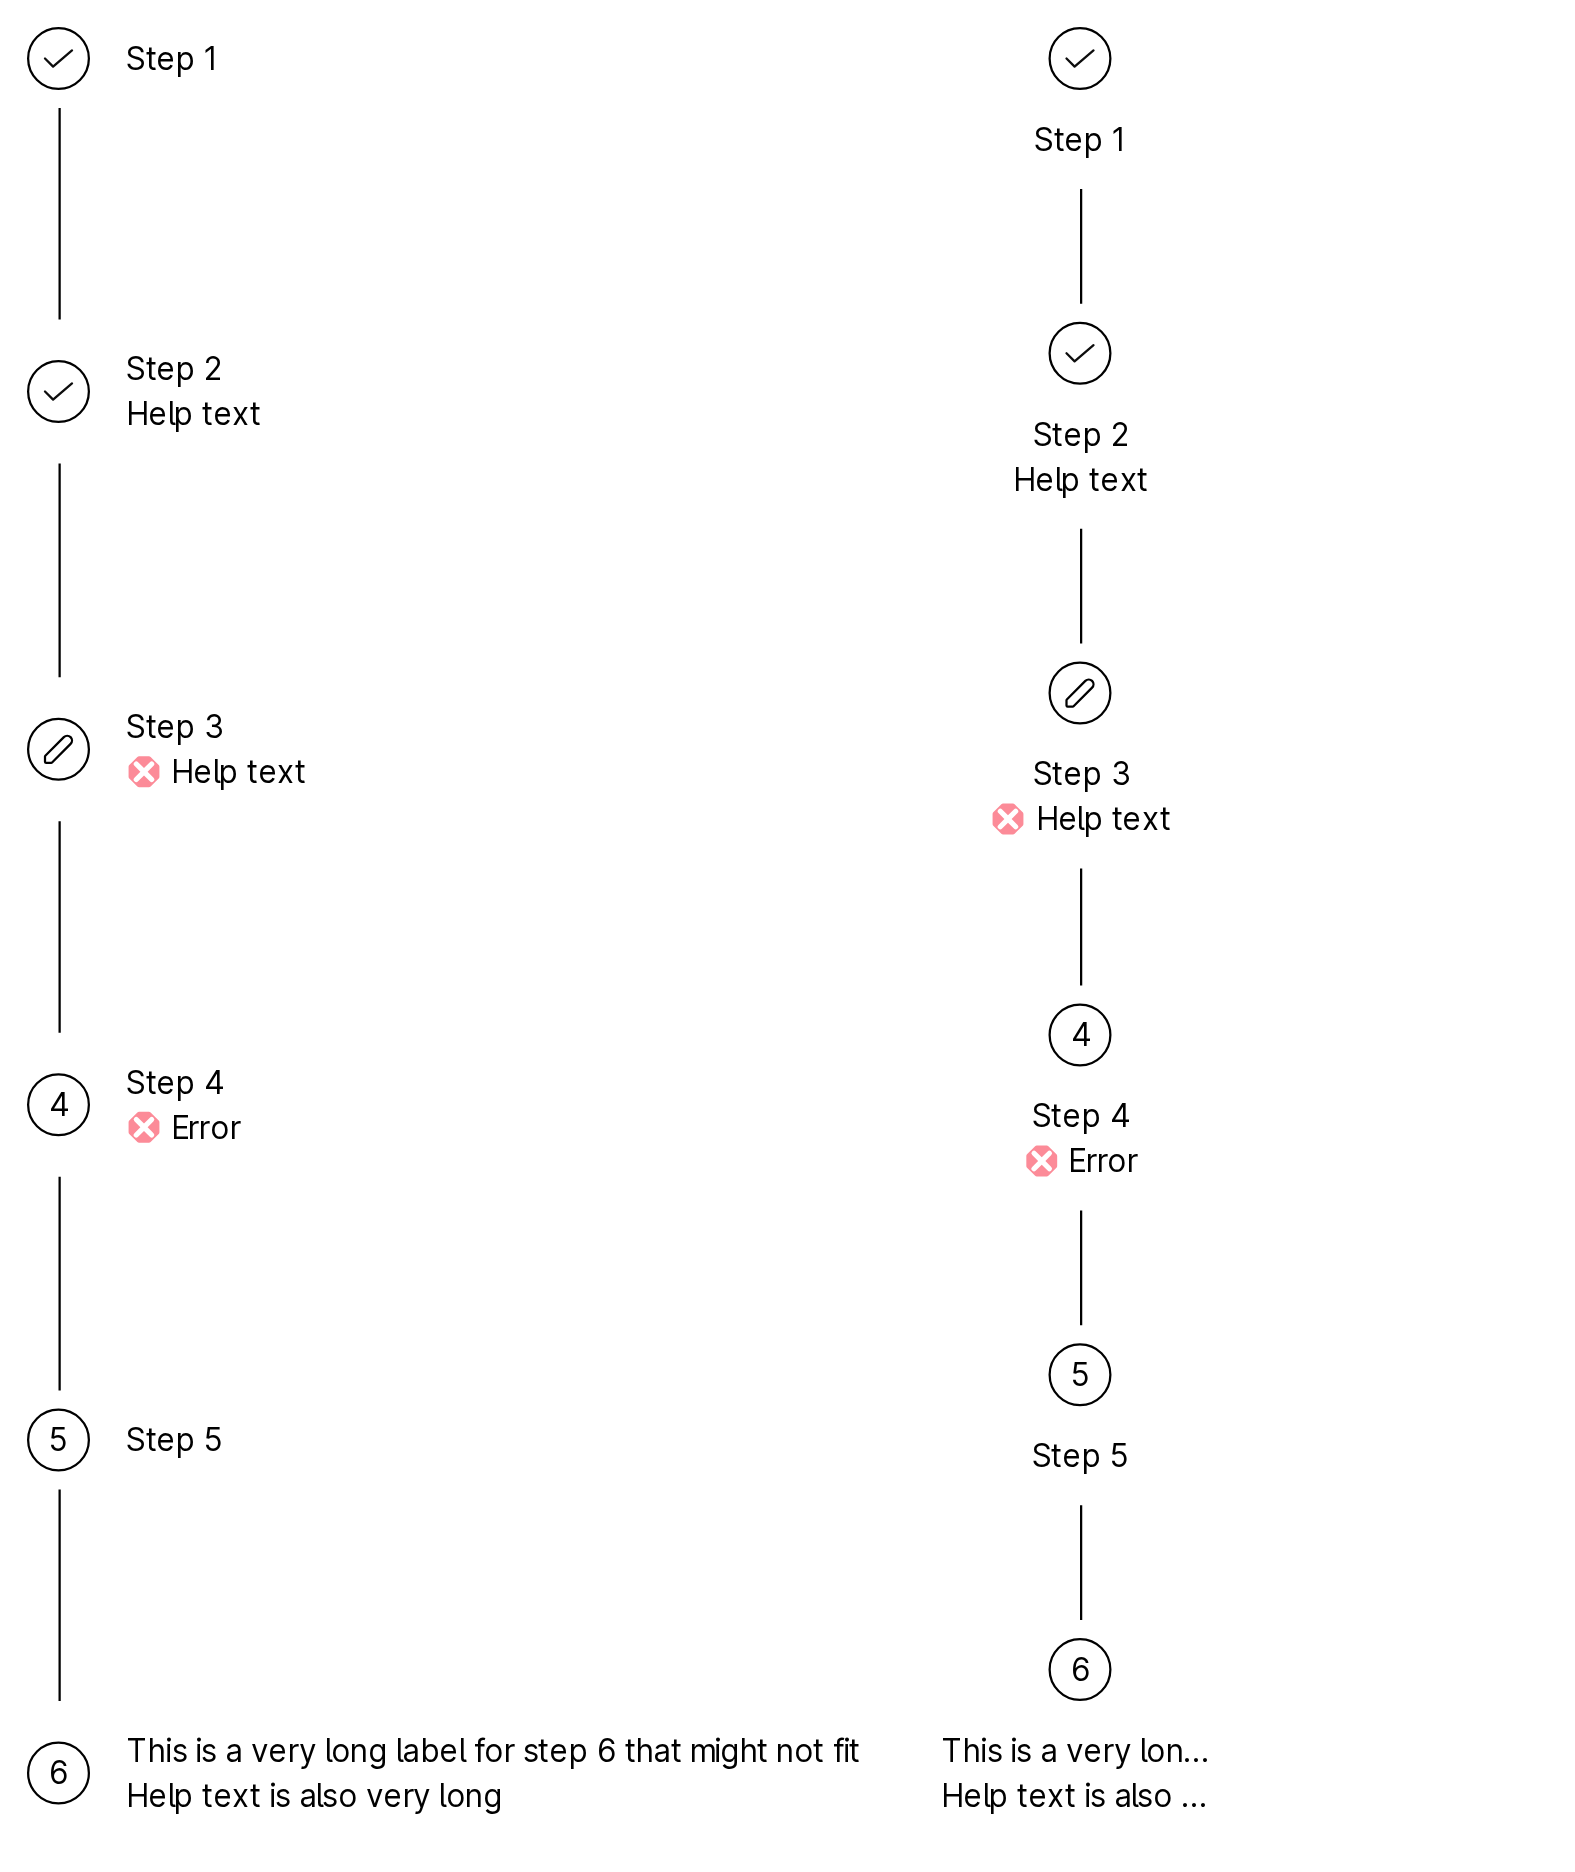 Step 1
Step 2
Help text
Step 3
Help text
4
Step 4
Error
5
Step 5
6
This is a very long label for step 6 that might not fit
Help text is also very long
Step 1
Step 2
Help text
Step 3
Help text
4
Step 4
Error
5
Step 5
6
This is a very lon...
Help text is also ...